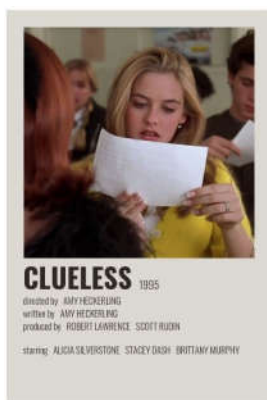 CLUELESS 1995
directed by AMY HECKERLING
written by AMY HECKERLING
produced by ROBERT LAWRENCE SCOTT RUDIN
starring ALICIA SILVERSTONE STACEY DASH BRITTANY MURPHY